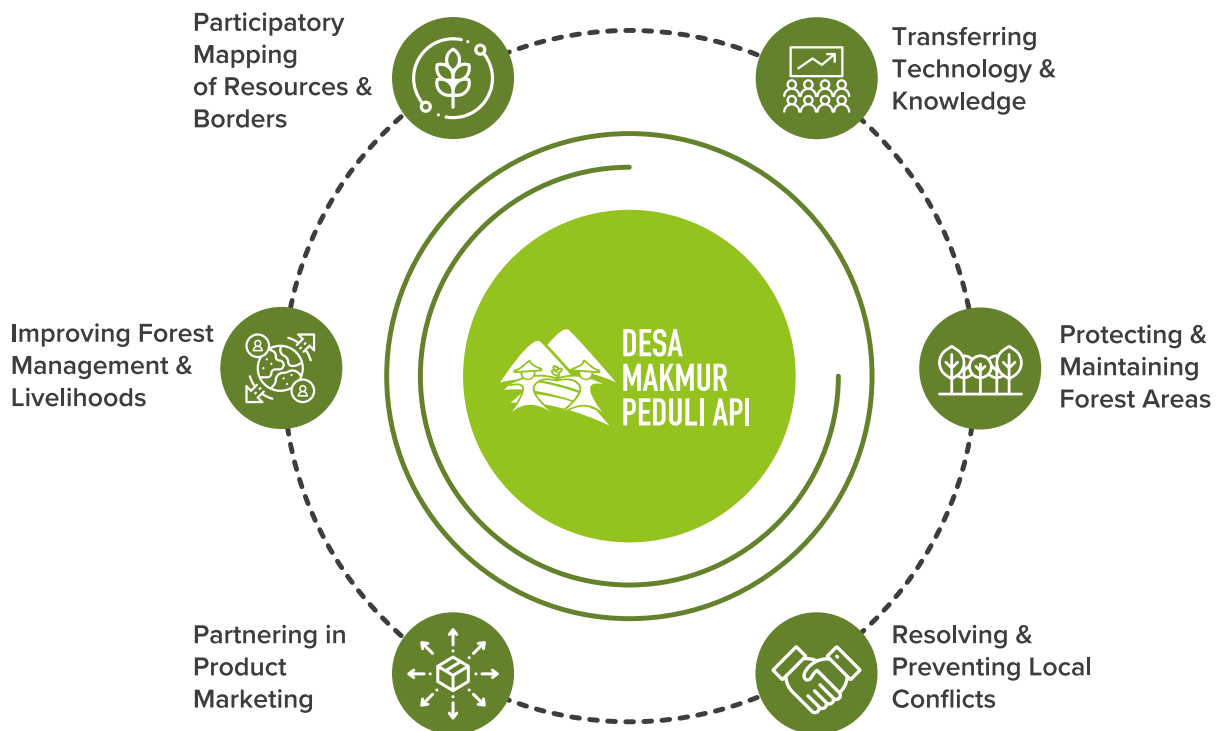 Participatory
Mapping
of Resources &
Borders
Transferring
Technology &
Knowledge
Improving Forest
Management &
Livelihoods
DESA
MAKMUR
PEDULI API
Protecting &
Maintaining
Forest Areas
Partnering in
Product
Marketing
Resolving &
Preventing Local
Conflicts